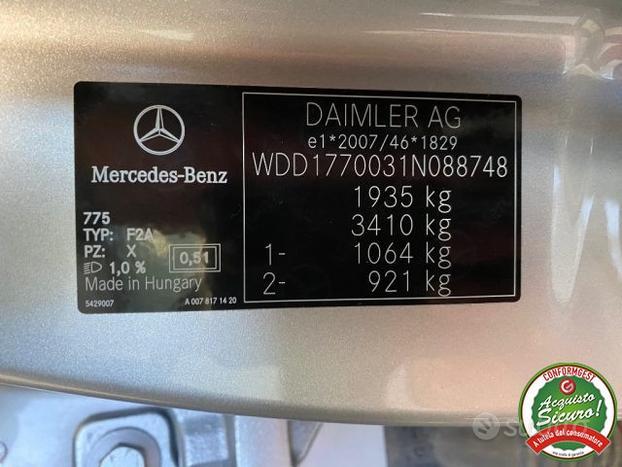 Mercedes-Benz
775
TYP: F2A
PZ: X
1,0 % 0,51
Made in Hungary
5429007 A 007 817 14 20
DAIMLER AG
e1*2007/46*1829
WDD1770031N088748
1935 kg
3410 kg
1- 1064 kg
2- 921 kg
CONFORMGEST
Acquisto
Sicuro!
A tutela del consumatore